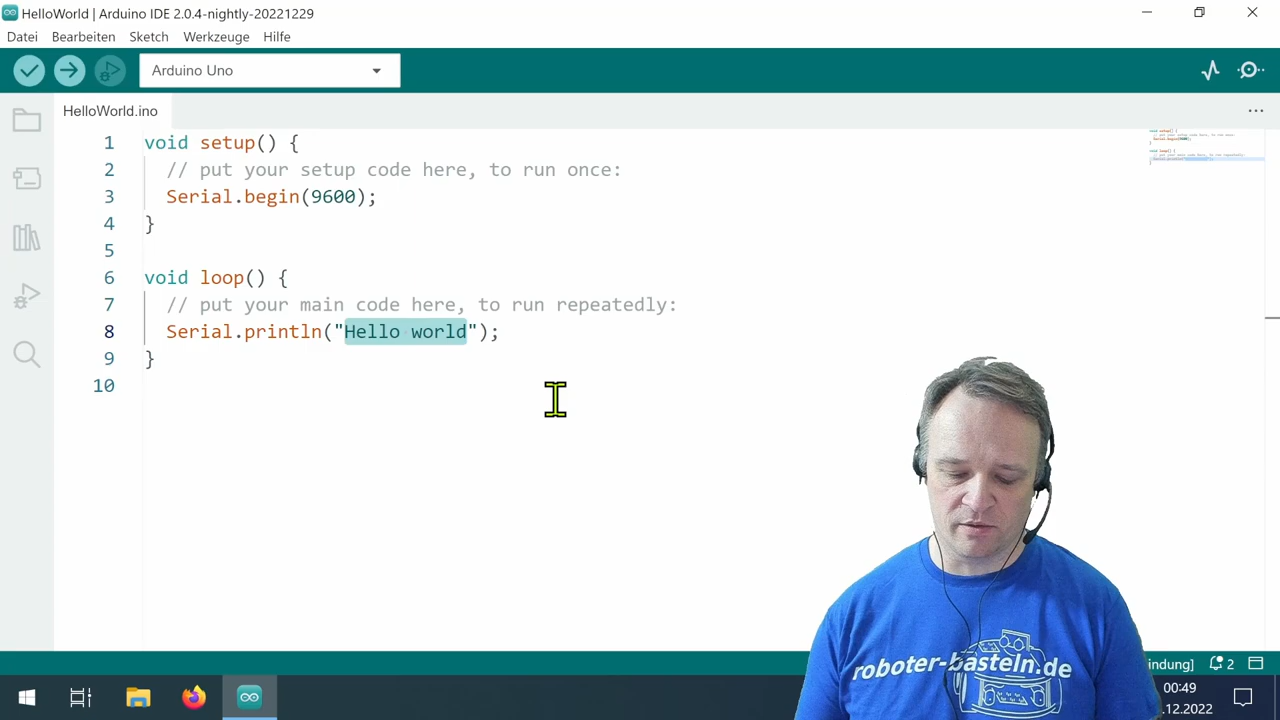 HelloWorld | Arduino IDE 2.0.4-nightly-20221229
Datei Bearbeiten Sketch Werkzeuge Hilfe
Arduino Uno
HelloWorld.ino
1 void setup() {
2 // put your setup code here, to run once:
3 Serial.begin(9600);
4 }
5
6 void loop() {
7 // put your main code here, to run repeatedly:
8 Serial.println("Hello world");
9 }
10
roboter-basteln.de
indung] 2
00:49
.12.2022